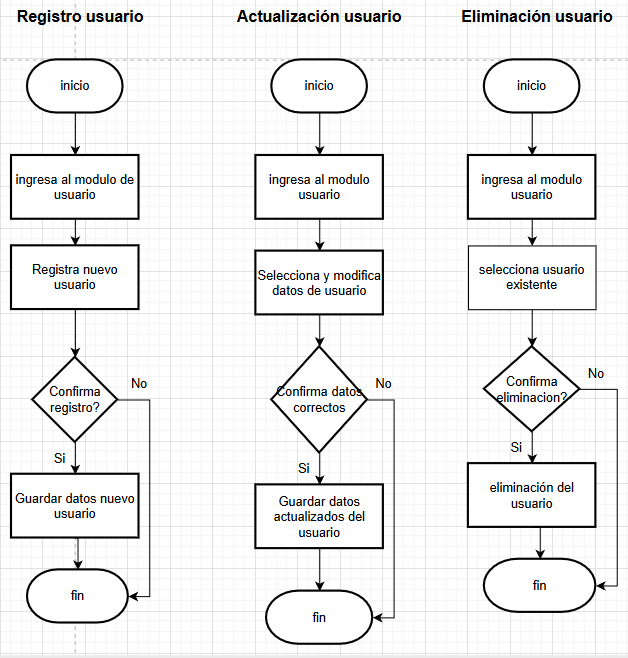 Registro usuario
inicio
ingresa al modulo de
usuario
Registra nuevo
usuario
Confirma
registro?
No
Si
Guardar datos nuevo
usuario
fin
Actualización usuario
inicio
ingresa al modulo
usuario
Selecciona y modifica
datos de usuario
Confirma datos
correctos
No
Si
Guardar datos
actualizados del
usuario
fin
Eliminación usuario
inicio
ingresa al modulo
usuario
selecciona usuario
existente
Confirma
eliminacion?
No
Si
eliminación del
usuario
fin